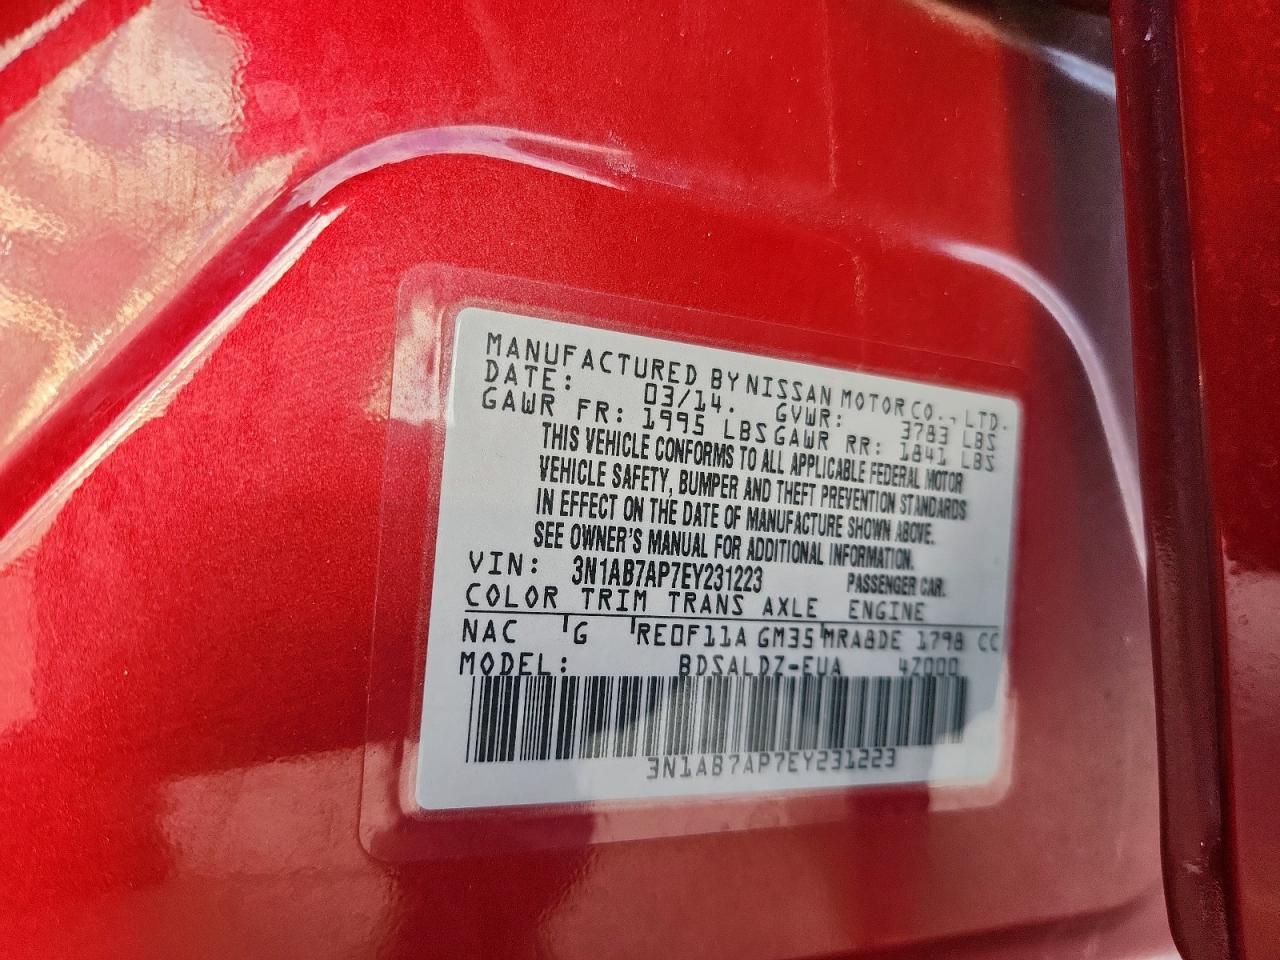 MANUFACTURED BY NISSAN MOTOR CO., LTD.
DATE: 03/14. GVWR: 3783 LBS
GAWR FR: 1995 LBS GAWR RR: 1841 LBS
THIS VEHICLE CONFORMS TO ALL APPLICABLE FEDERAL MOTOR
VEHICLE SAFETY, BUMPER AND THEFT PREVENTION STANDARDS
IN EFFECT ON THE DATE OF MANUFACTURE SHOWN ABOVE.
SEE OWNER'S MANUAL FOR ADDITIONAL INFORMATION.
VIN: 3N1AB7AP7EY231223 PASSENGER CAR.
COLOR TRIM TRANS AXLE ENGINE
NAC G RE0F11A GM35 MRA8DE 1798 CC
MODEL: BDSALDZ-EUA 4Z000
3N1AB7AP7EY231223